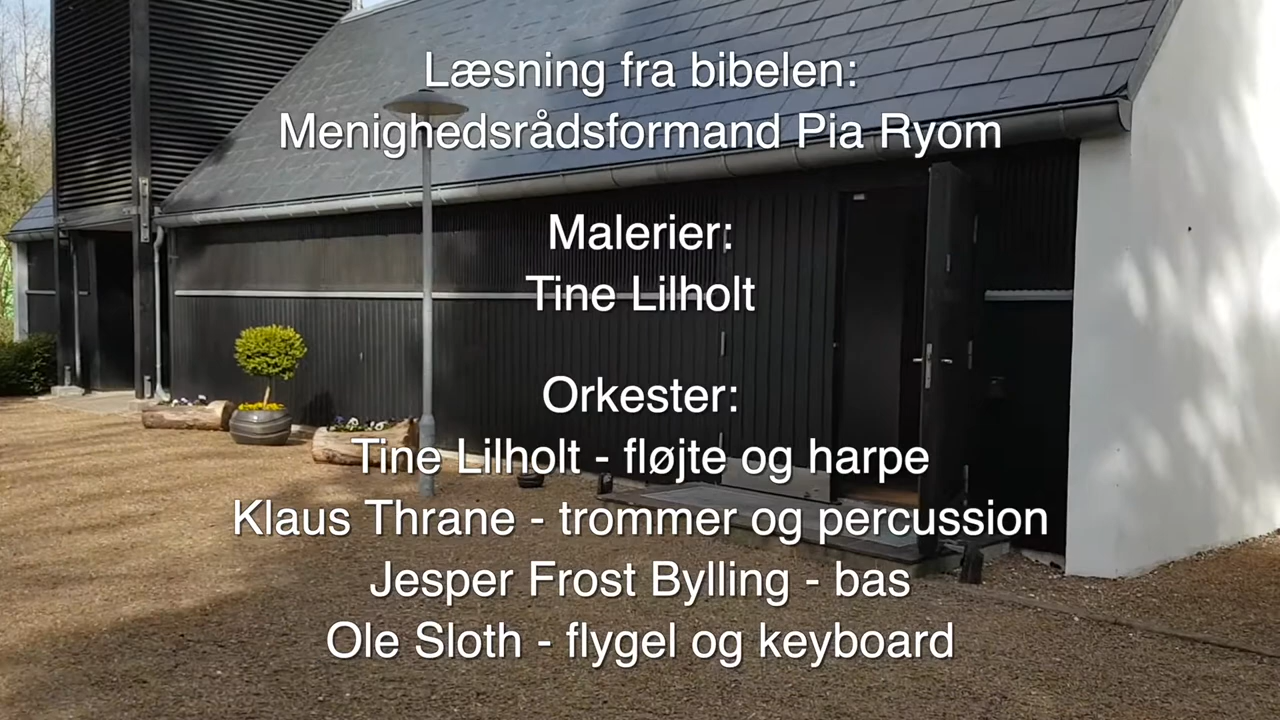 Læsning fra bibelen:
Menighedsrådsformand Pia Ryom
Malerier:
Tine Lilholt
Orkester:
Tine Lilholt - fløjte og harpe
Klaus Thrane - trommer og percussion
Jesper Frost Bylling - bas
Ole Sloth - flygel og keyboard